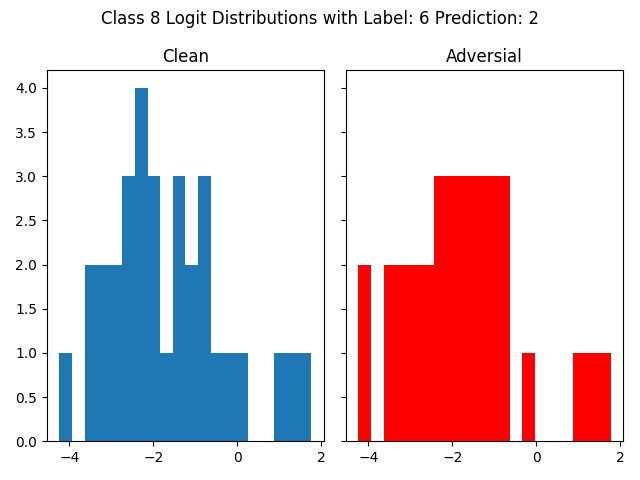 Class 8 Logit Distributions with Label: 6 Prediction: 2
Clean
Adversial
4.0
3.5
3.0
2.5
2.0
1.5
1.0
0.5
0.0
−4 −2 0 2
−4 −2 0 2